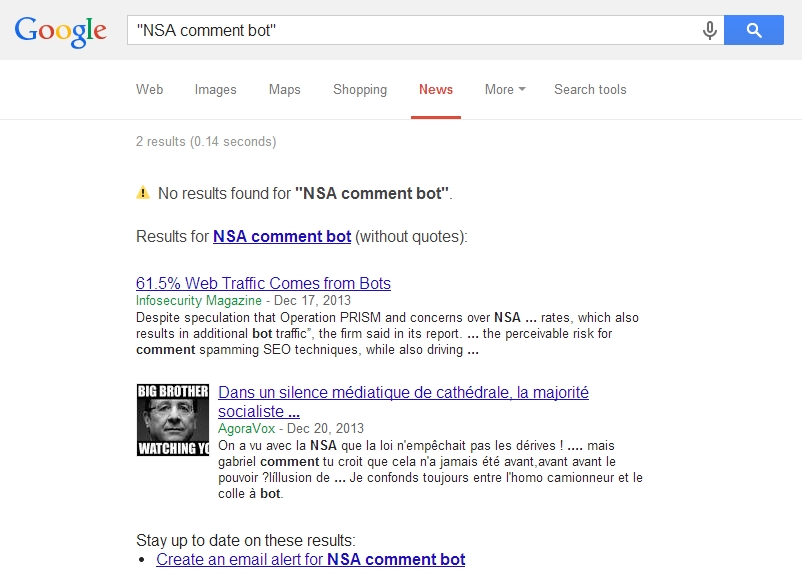 Google
"NSA comment bot"
Web Images Maps Shopping News More Search tools
2 results (0.14 seconds)
No results found for "NSA comment bot".
Results for NSA comment bot (without quotes):
61.5% Web Traffic Comes from Bots
Infosecurity Magazine - Dec 17, 2013
Despite speculation that Operation PRISM and concerns over NSA ... rates, which also
results in additional bot traffic”, the firm said in its report. ... the perceivable risk for
comment spamming SEO techniques, while also driving ...
BIG BROTHER
WATCHING YO
Dans un silence médiatique de cathédrale, la majorité
socialiste ...
AgoraVox - Dec 20, 2013
On a vu avec la NSA que la loi n'empêchait pas les dérives ! .... mais
gabriel comment tu croit que cela n'a jamais été avant,avant avant le
pouvoir ?líllusion de ... Je confonds toujours entre l'homo camionneur et le
colle à bot.
Stay up to date on these results:
• Create an email alert for NSA comment bot